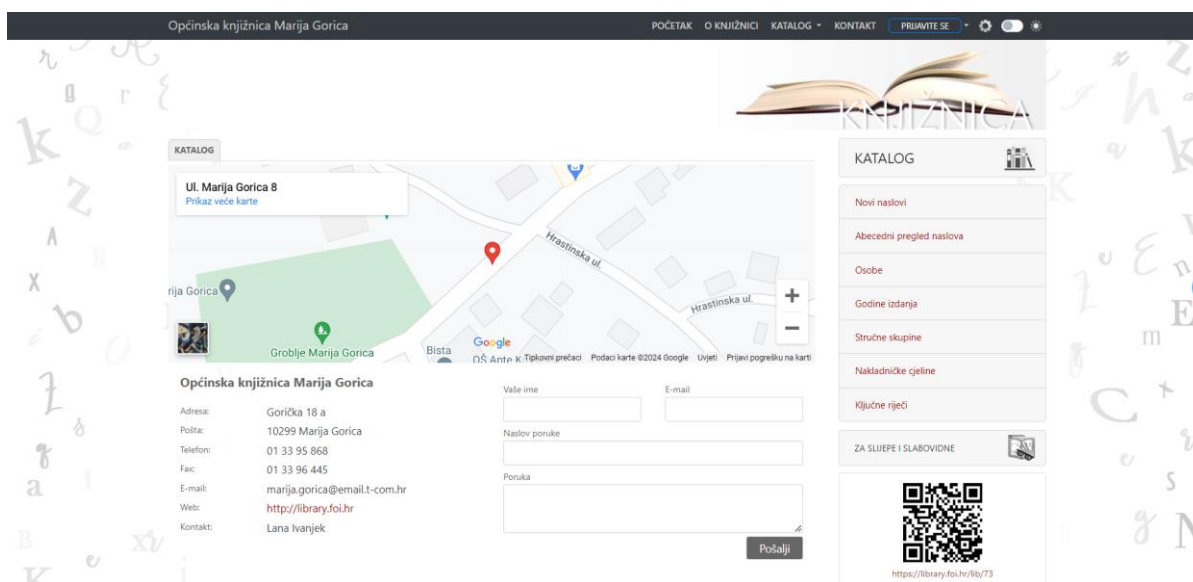 Općinska knjižnica Marija Gorica
POČETAK O KNJIŽNICI KATALOG KONTAKT PRIJAVITE SE
KNJIŽNICA
KATALOG
Ul. Marija Gorica 8
Prikaz veće karte
Hrastinska ul.
Hrastinska ul.
rija Gorica
Groblje Marija Gorica
Bista
OŠ Ante K
Google
Tipkovni prečaci Podaci karte ©2024 Google Uvjeti Prijavi pogrešku na karti
Općinska knjižnica Marija Gorica
Adresa: Gorička 18 a
Pošta: 10299 Marija Gorica
Telefon: 01 33 95 868
Fax: 01 33 96 445
E-mail: marija.gorica@email.t-com.hr
Web: http://library.foi.hr
Kontakt: Lana Ivanjek
Vaše ime E-mail
Naslov poruke
Poruka
Pošalji
KATALOG
Novi naslovi
Abecedni pregled naslova
Osobe
Godine izdanja
Stručne skupine
Nakladničke cjeline
Ključne riječi
ZA SLIJEPE I SLABOVIDNE
https://library.foi.hr/lib/73